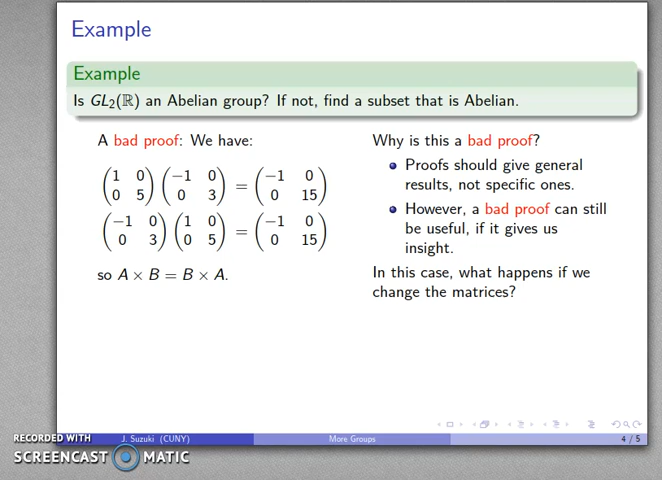 Example
Example
Is GL₂(ℝ) an Abelian group? If not, find a subset that is Abelian.
A bad proof: We have:
( 1 0 ) ( −1 0 ) = ( −1 0 )
( 0 5 ) ( 0 3 ) = ( 0 15 )
( −1 0 ) ( 1 0 ) = ( −1 0 )
( 0 3 ) ( 0 5 ) = ( 0 15 )
so A × B = B × A.
Why is this a bad proof?
Proofs should give general
results, not specific ones.
However, a bad proof can still
be useful, if it gives us
insight.
In this case, what happens if we
change the matrices?
J. Suzuki (CUNY)
More Groups
4 / 5
RECORDED WITH
SCREENCAST MATIC